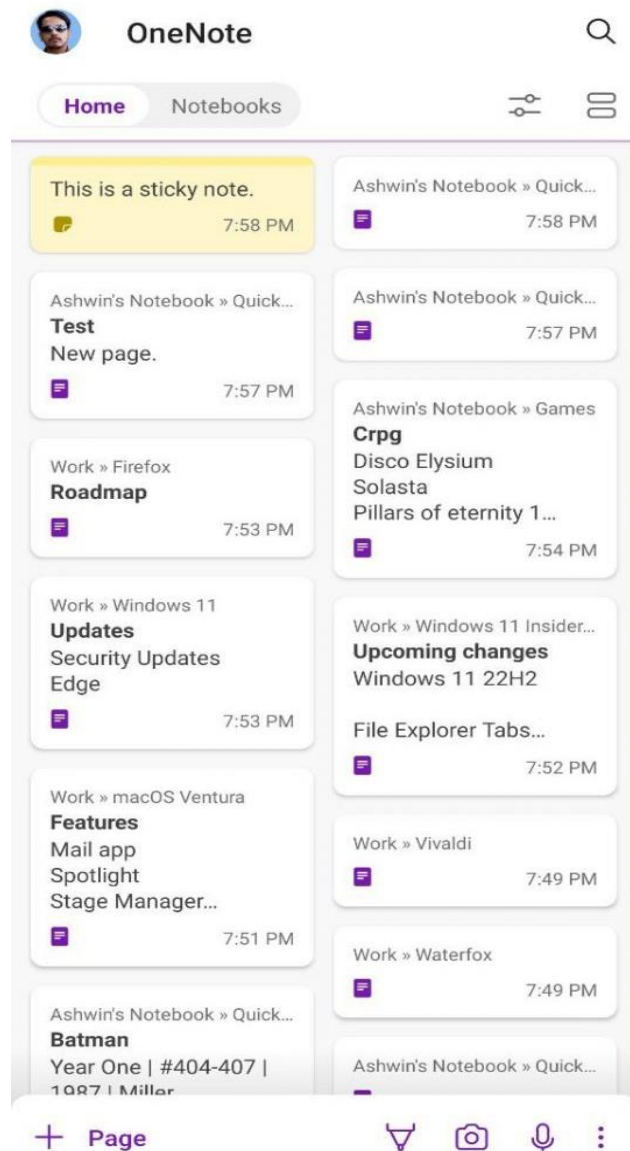 OneNote
Home
Notebooks
This is a sticky note.
7:58 PM
Ashwin's Notebook » Quick...
Test
New page.
7:57 PM
Work » Firefox
Roadmap
7:53 PM
Work » Windows 11
Updates
Security Updates
Edge
7:53 PM
Work » macOS Ventura
Features
Mail app
Spotlight
Stage Manager...
7:51 PM
Ashwin's Notebook » Quick...
Batman
Year One | #404-407 |
1987 | Miller
Ashwin's Notebook » Quick...
7:58 PM
Ashwin's Notebook » Quick...
7:57 PM
Ashwin's Notebook » Games
Crpg
Disco Elysium
Solasta
Pillars of eternity 1...
7:54 PM
Work » Windows 11 Insider...
Upcoming changes
Windows 11 22H2
File Explorer Tabs...
7:52 PM
Work » Vivaldi
7:49 PM
Work » Waterfox
7:49 PM
Ashwin's Notebook » Quick...
Page